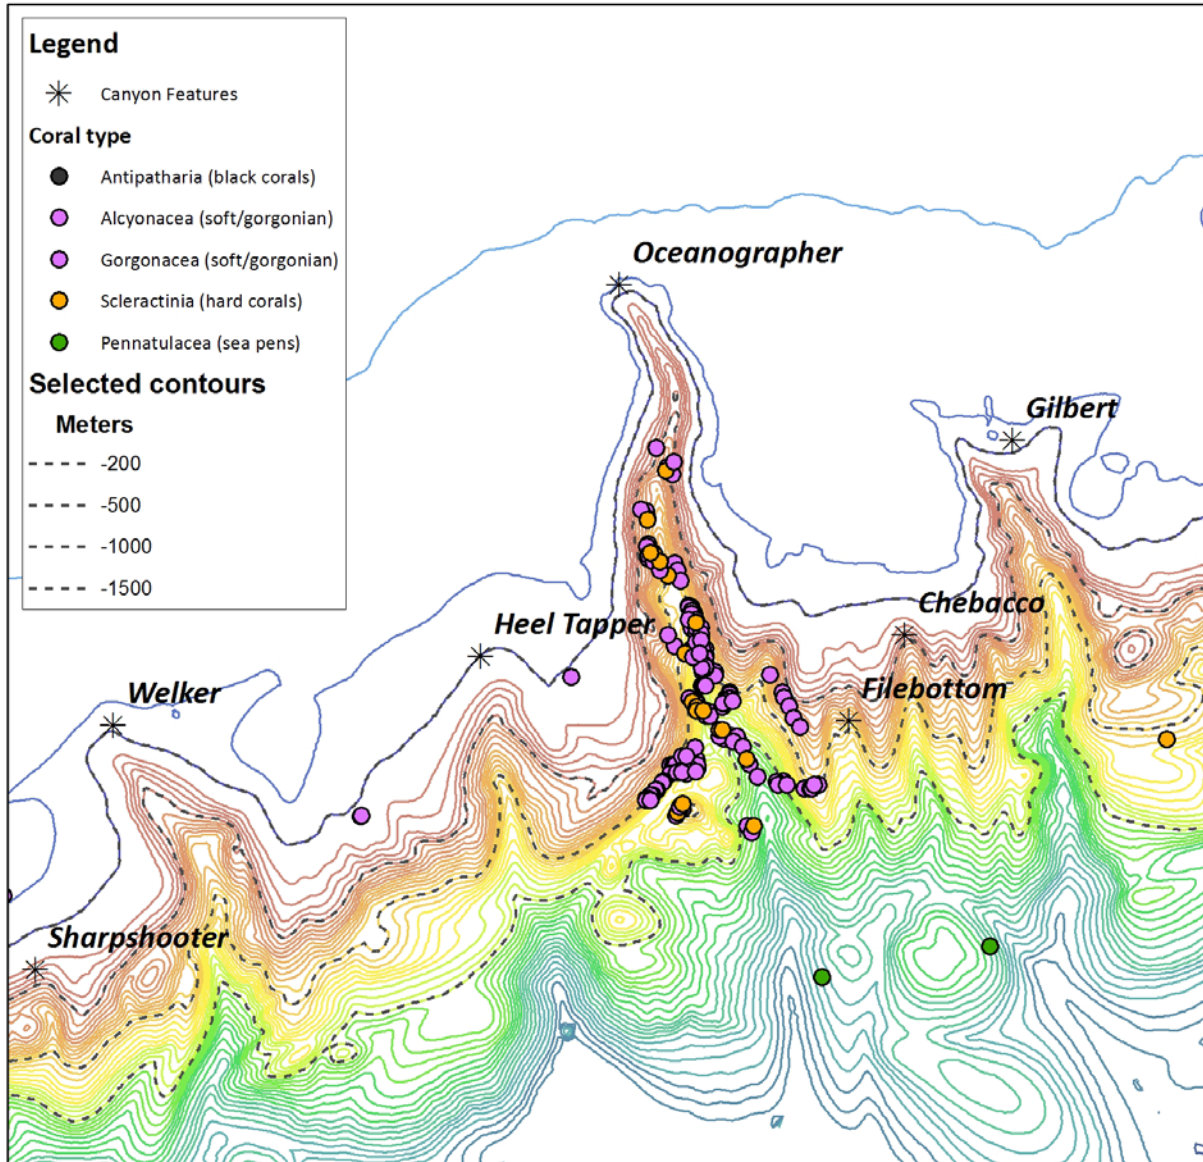 Legend
Canyon Features
Coral type
Antipatharia (black corals)
Alcyonacea (soft/gorgonian)
Gorgonacea (soft/gorgonian)
Scleractinia (hard corals)
Pennatulacea (sea pens)
Selected contours
Meters
-200
-500
-1000
-1500
Oceanographer
Gilbert
Chebacco
Heel Tapper
Filebottom
Welker
Sharpshooter